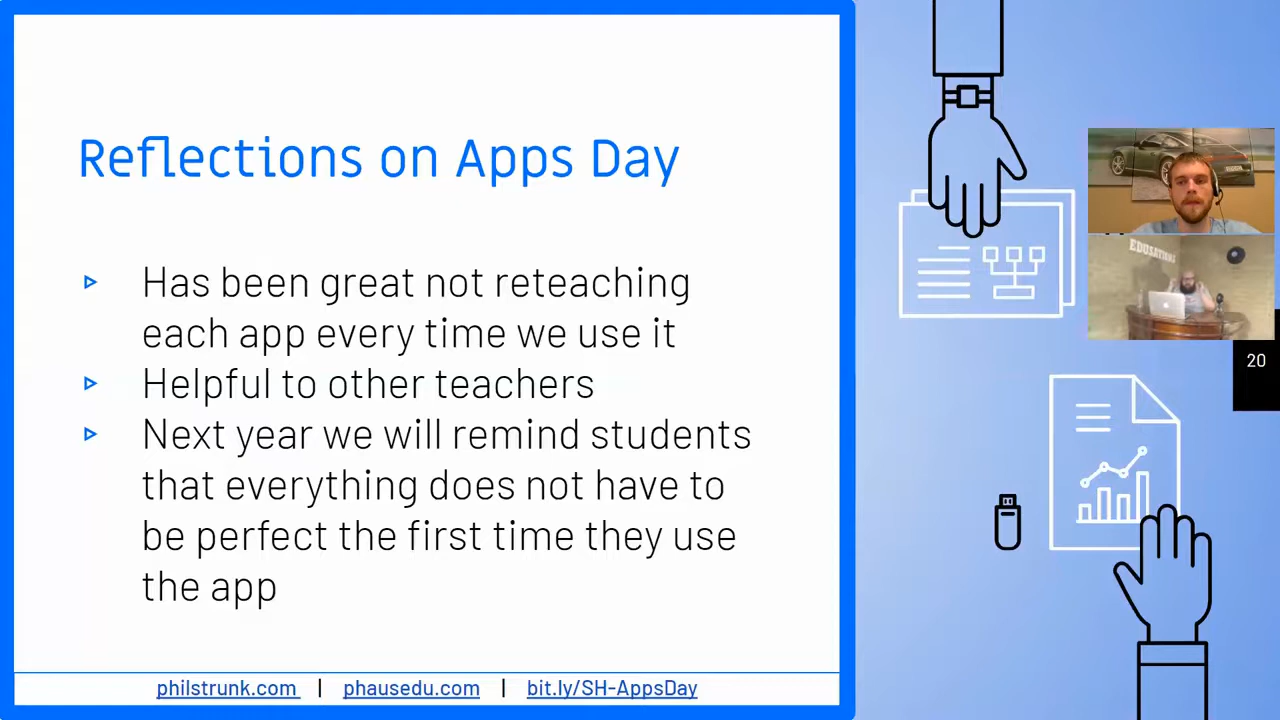 Reflections on Apps Day
Has been great not reteaching
each app every time we use it
Helpful to other teachers
Next year we will remind students
that everything does not have to
be perfect the first time they use
the app
philstrunk.com | phausedu.com | bit.ly/SH-AppsDay
20